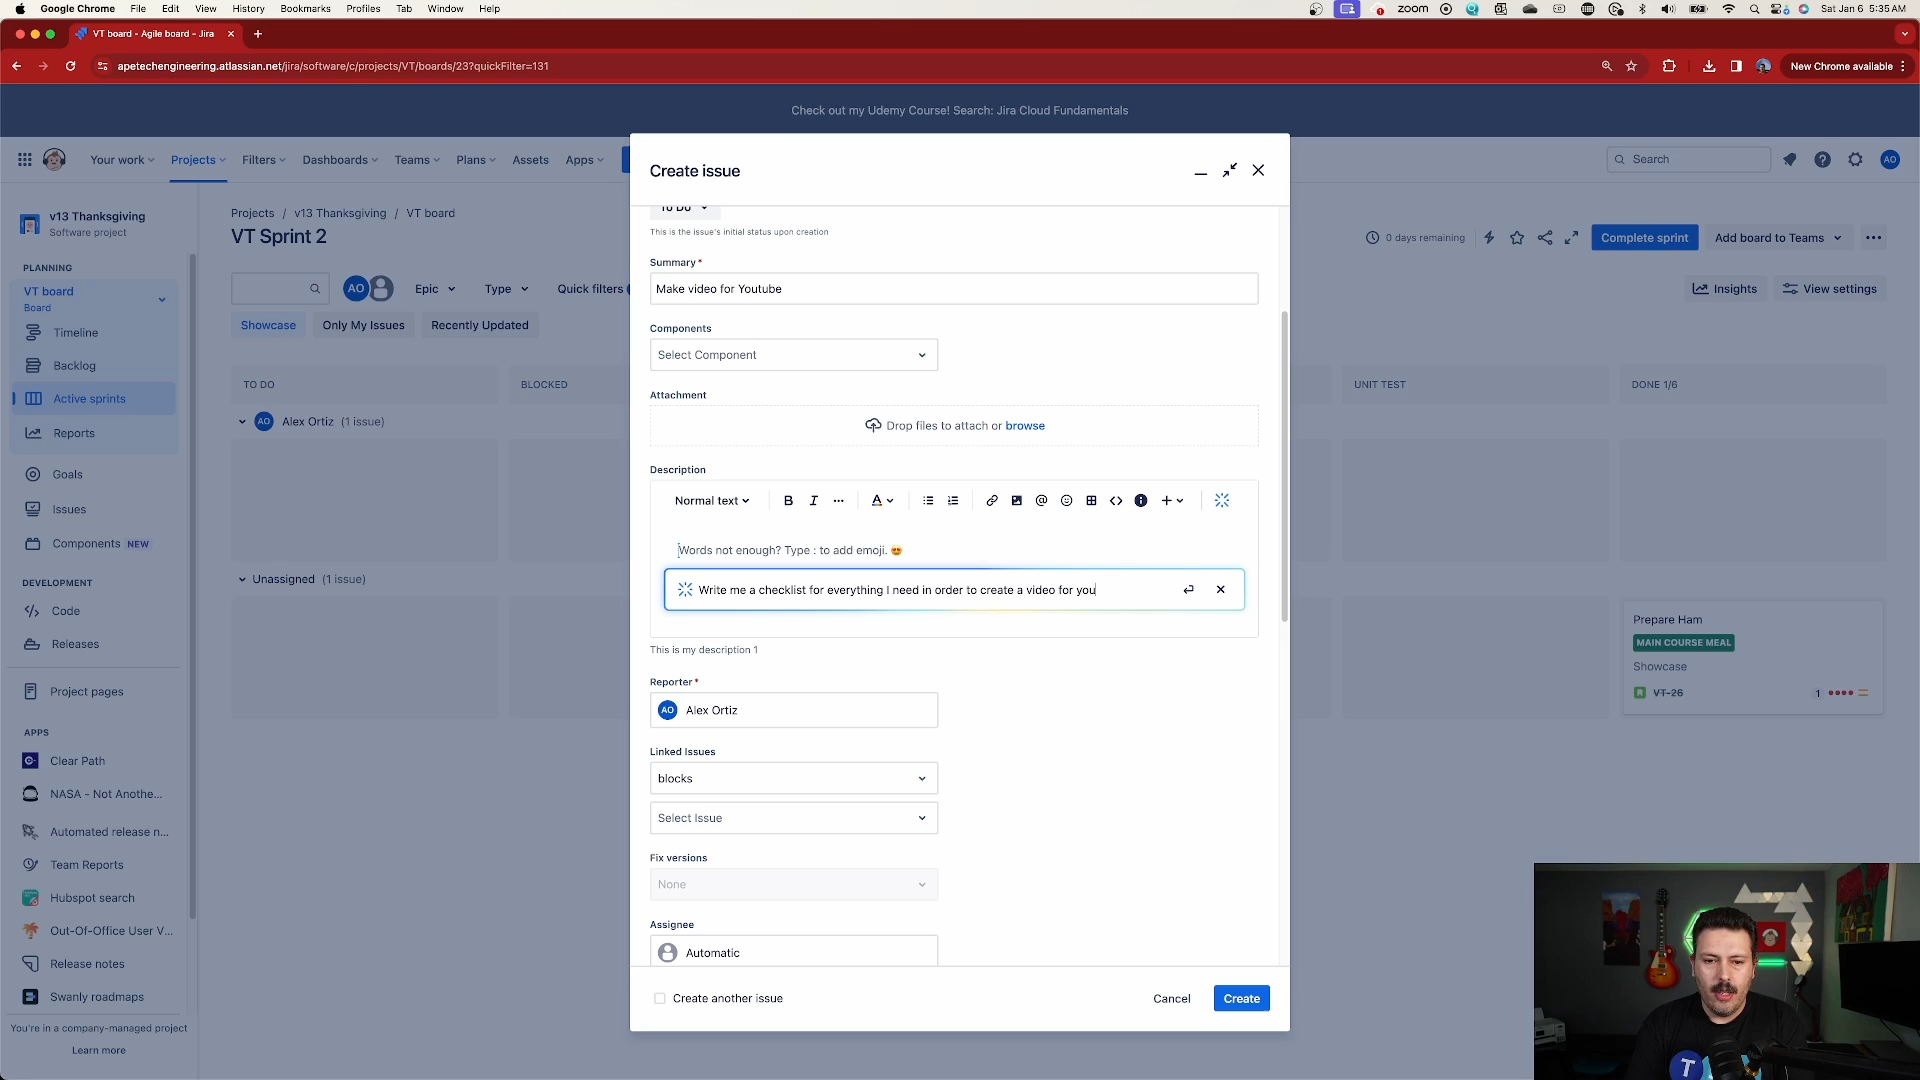 Google Chrome File Edit View History Bookmarks Profiles Tab Window Help
zoom Sat Jan 6 5:35 AM
VT board - Agile board - Jira
apetechengineering.atlassian.net/jira/software/c/projects/VT/boards/23?quickFilter=131
New Chrome available
Check out my Udemy Course! Search: Jira Cloud Fundamentals
Your work Projects Filters Dashboards Teams Plans Assets Apps
Search
AO
v13 Thanksgiving
Software project
PLANNING
VT board
Board
Timeline
Backlog
Active sprints
Reports
Goals
Issues
Components NEW
DEVELOPMENT
Code
Releases
Project pages
APPS
Clear Path
NASA - Not Anothe...
Automated release n...
Team Reports
Hubspot search
Out-Of-Office User V...
Release notes
Swanly roadmaps
You're in a company-managed project
Learn more
Projects / v13 Thanksgiving / VT board
VT Sprint 2
0 days remaining
Complete sprint
Add board to Teams
AO
Epic
Type
Quick filters
Insights
View settings
Showcase
Only My Issues
Recently Updated
TO DO
BLOCKED
UNIT TEST
DONE 1/6
AO Alex Ortiz (1 issue)
Unassigned (1 issue)
Prepare Ham
MAIN COURSE MEAL
Showcase
VT-26
1
Create issue
To Do
This is the issue's initial status upon creation
Summary*
Make video for Youtube
Components
Select Component
Attachment
Drop files to attach or browse
Description
Normal text
B I A
Words not enough? Type : to add emoji.
Write me a checklist for everything I need in order to create a video for you
This is my description 1
Reporter*
AO Alex Ortiz
Linked Issues
blocks
Select Issue
Fix versions
None
Assignee
Automatic
Create another issue
Cancel
Create
T